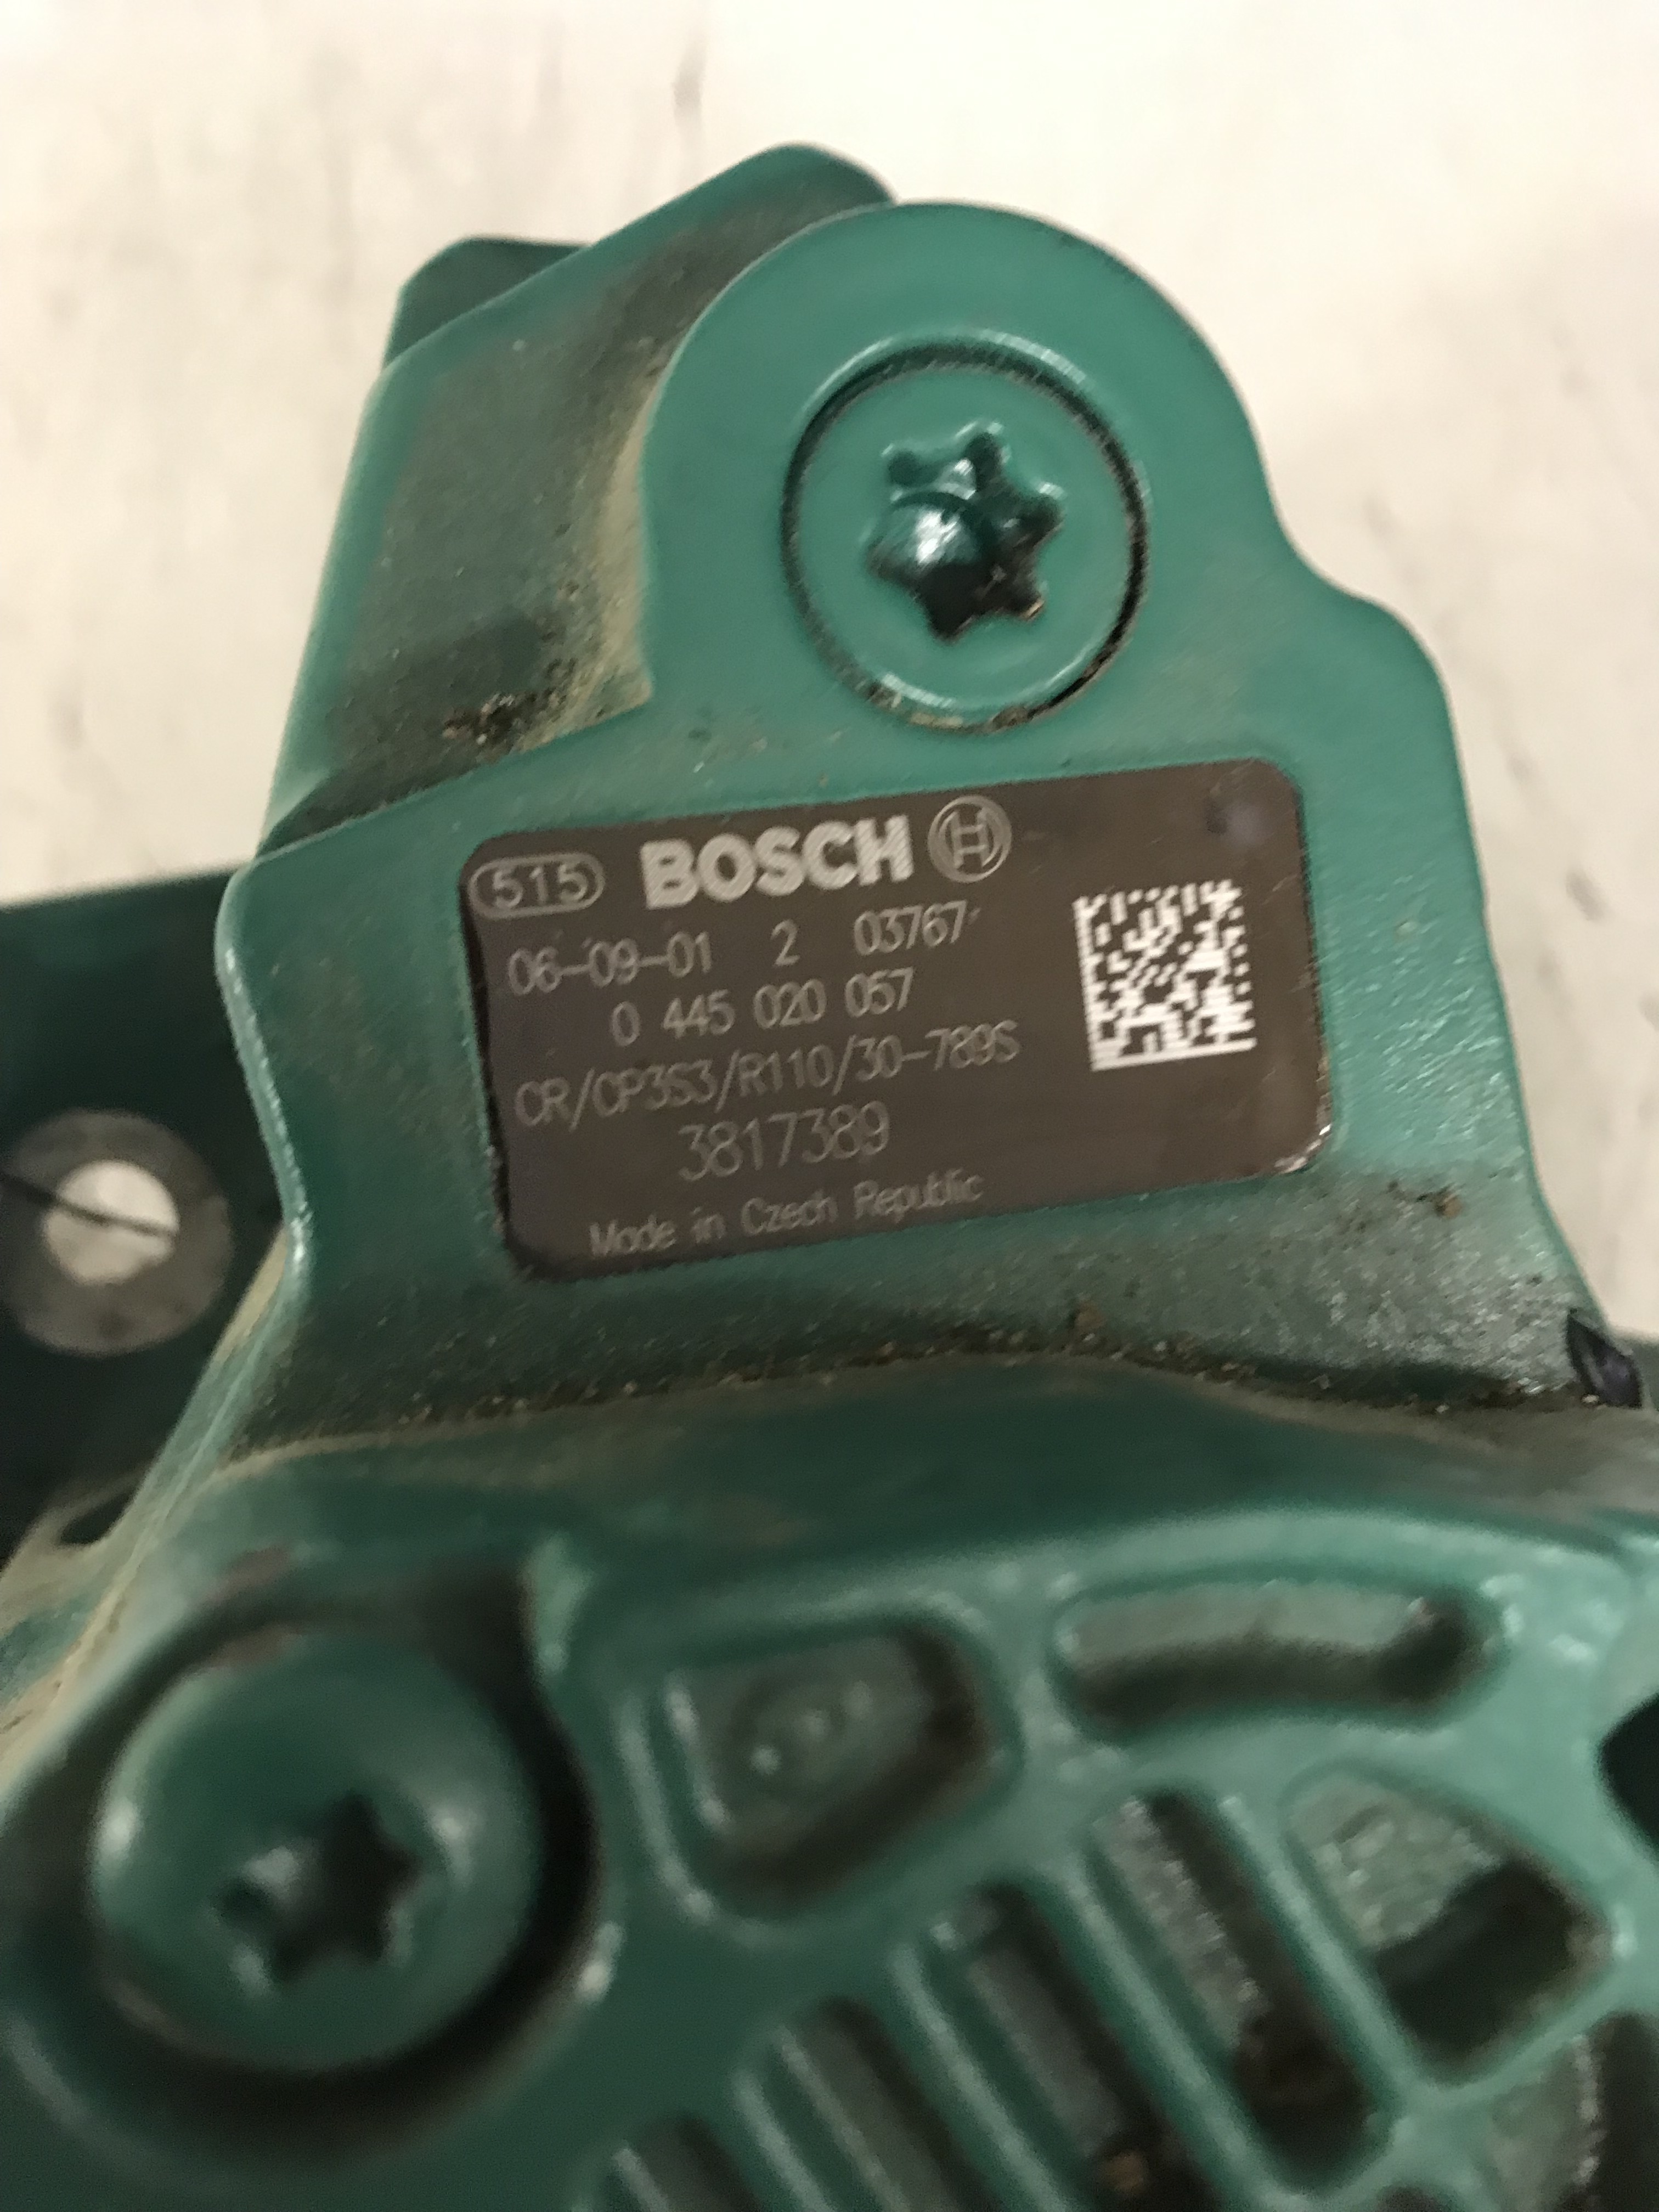 515 BOSCH
06-09-01 2 03767
0 445 020 057
CR/CP3S3/R110/30-789S
3817389
Made in Czech Republic